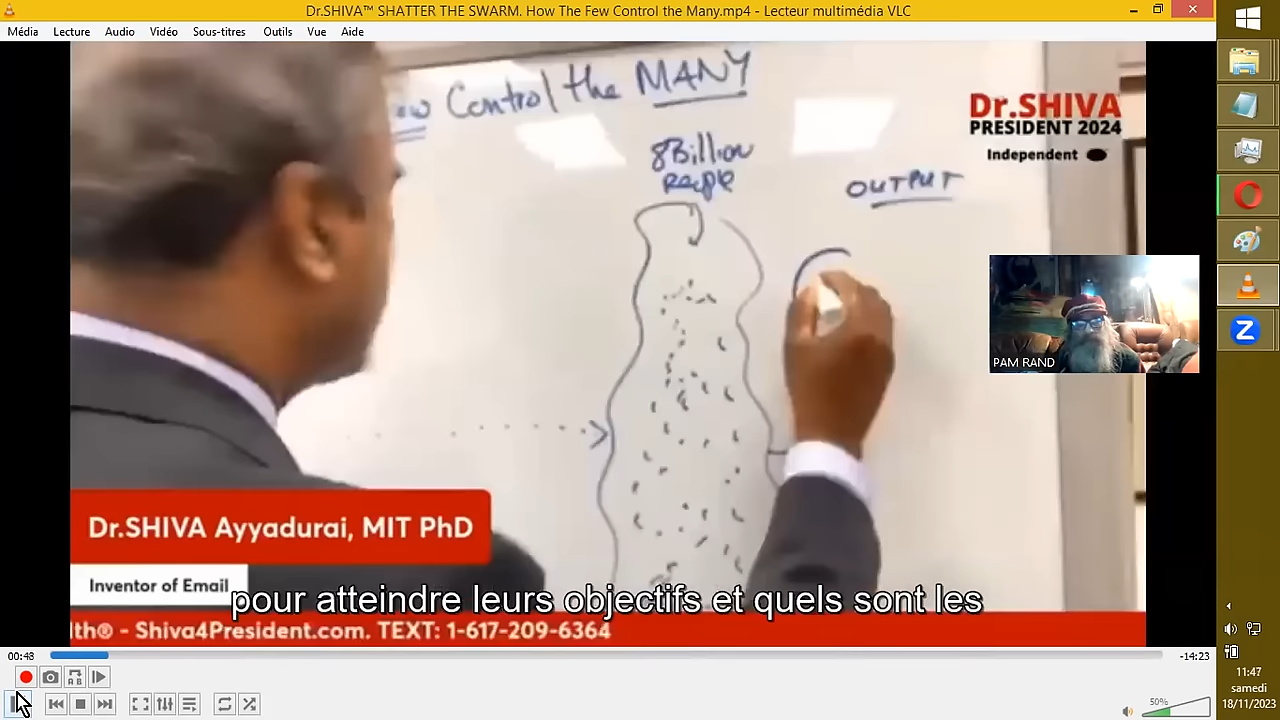 Dr.SHIVA™ SHATTER THE SWARM. How The Few Control the Many.mp4 - Lecteur multimédia VLC
Média Lecture Audio Vidéo Sous-titres Outils Vue Aide
Control the MANY
8Billion
People
OUTPUT
Dr.SHIVA
PRESIDENT 2024
Independent
PAM RAND
Dr.SHIVA Ayyadurai, MIT PhD
Inventor of Email
pour atteindre leurs objectifs et quels sont les
lth® - Shiva4President.com. TEXT: 1-617-209-6364
00:43
-14:23
50%
11:47
samedi
18/11/2023